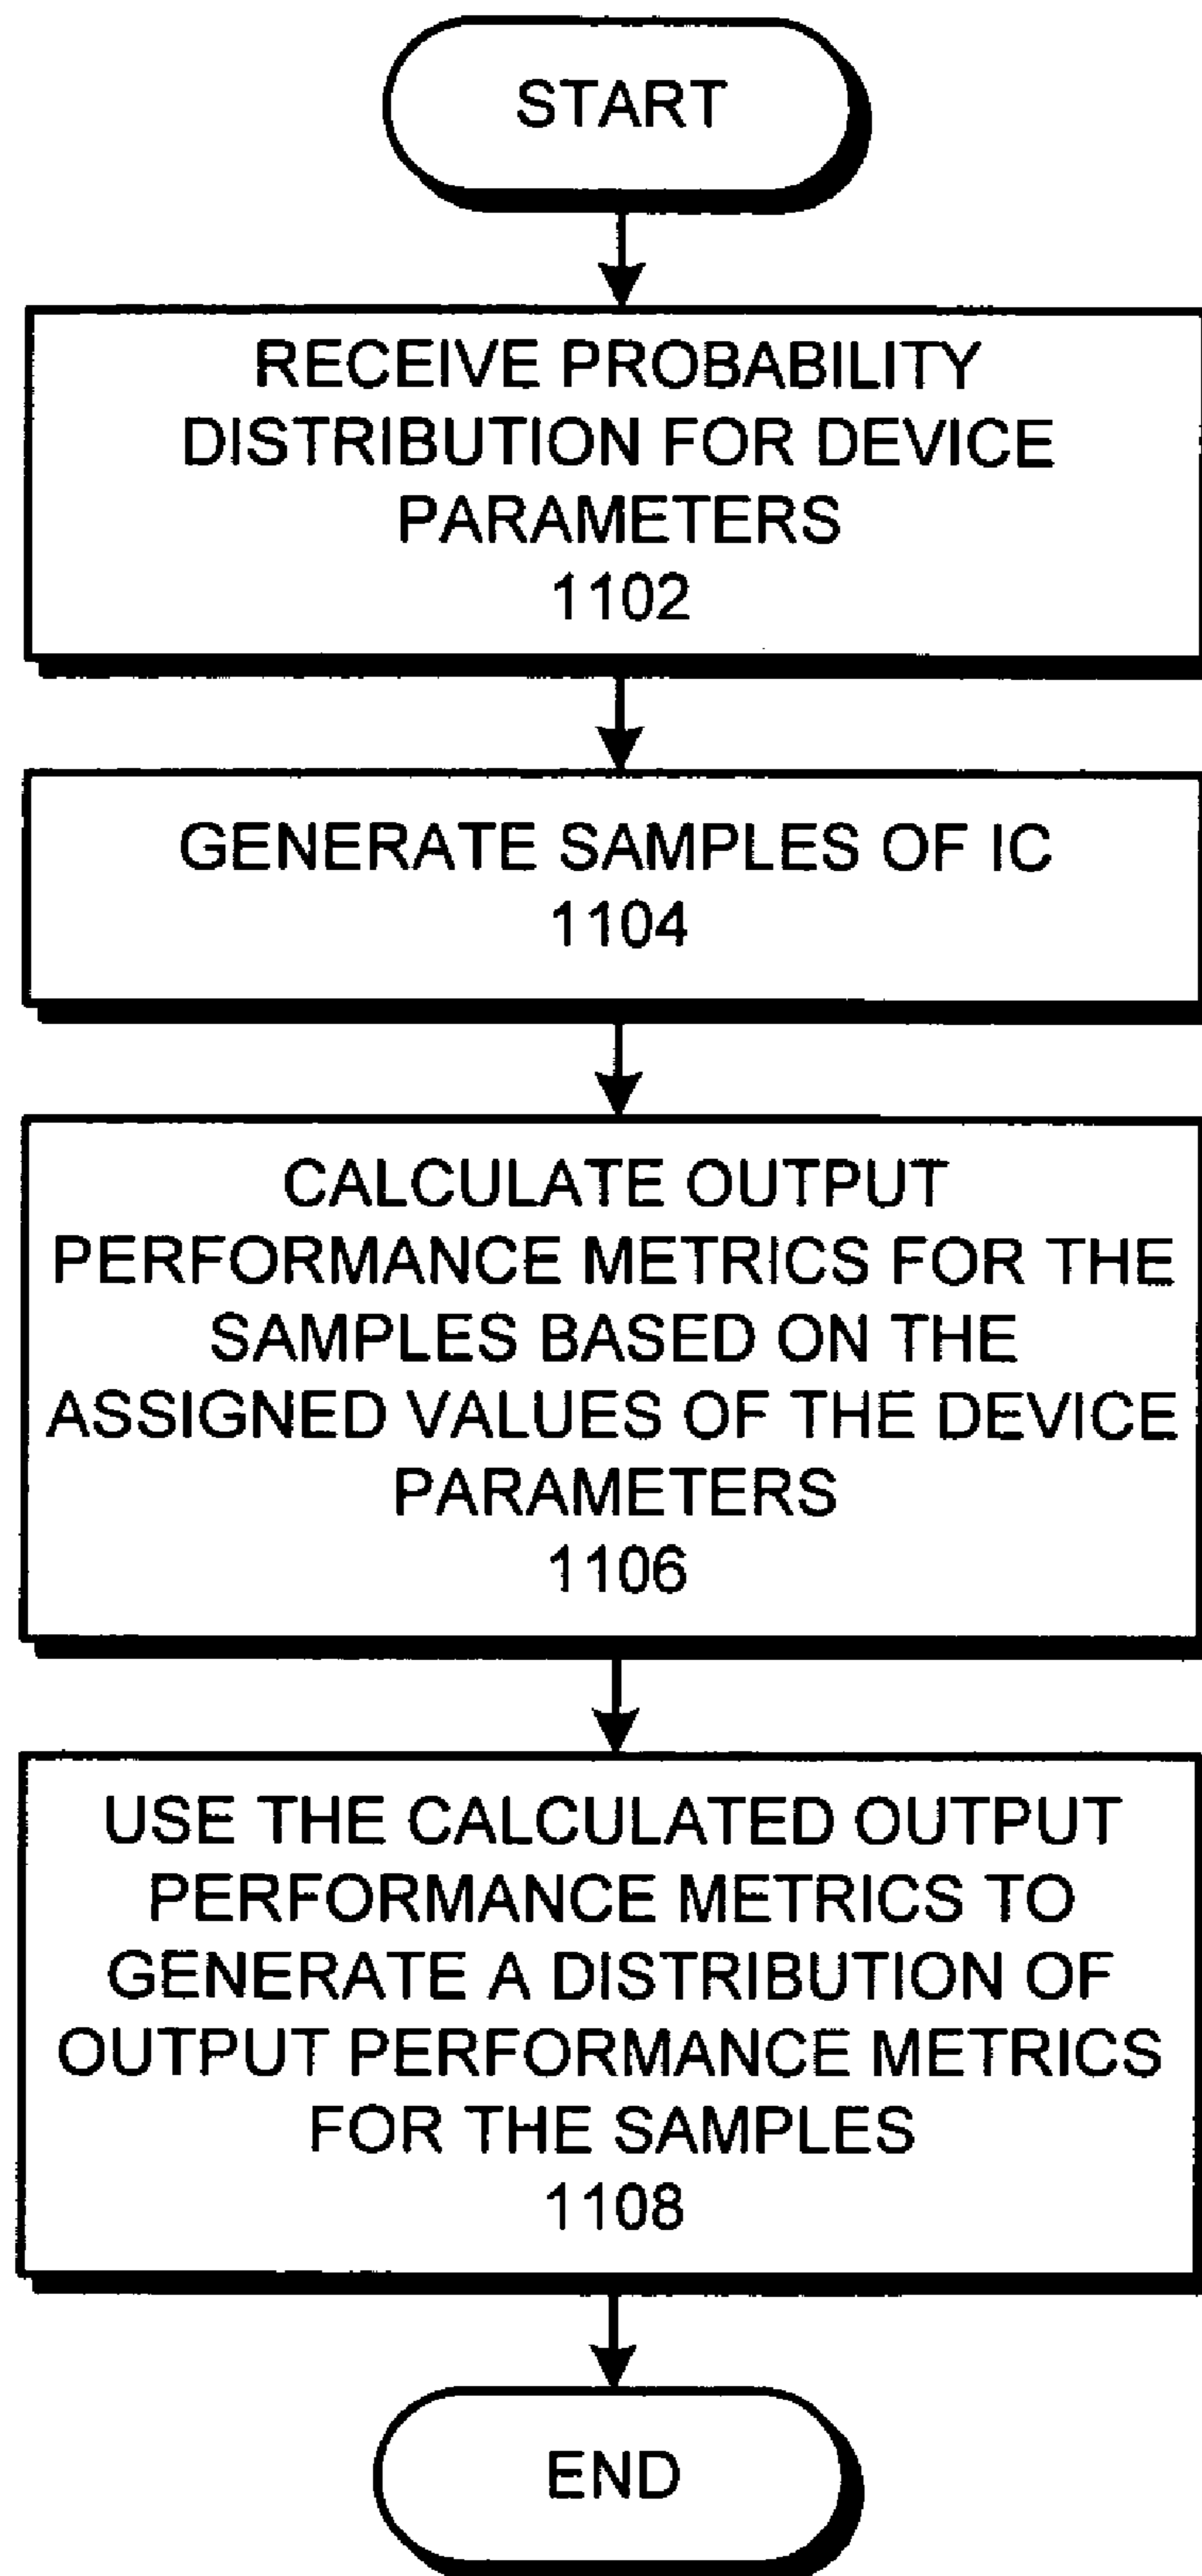 START
RECEIVE PROBABILITY
DISTRIBUTION FOR DEVICE
PARAMETERS
1102
GENERATE SAMPLES OF IC
1104
CALCULATE OUTPUT
PERFORMANCE METRICS FOR THE
SAMPLES BASED ON THE
ASSIGNED VALUES OF THE DEVICE
PARAMETERS
1106
USE THE CALCULATED OUTPUT
PERFORMANCE METRICS TO
GENERATE A DISTRIBUTION OF
OUTPUT PERFORMANCE METRICS
FOR THE SAMPLES
1108
END